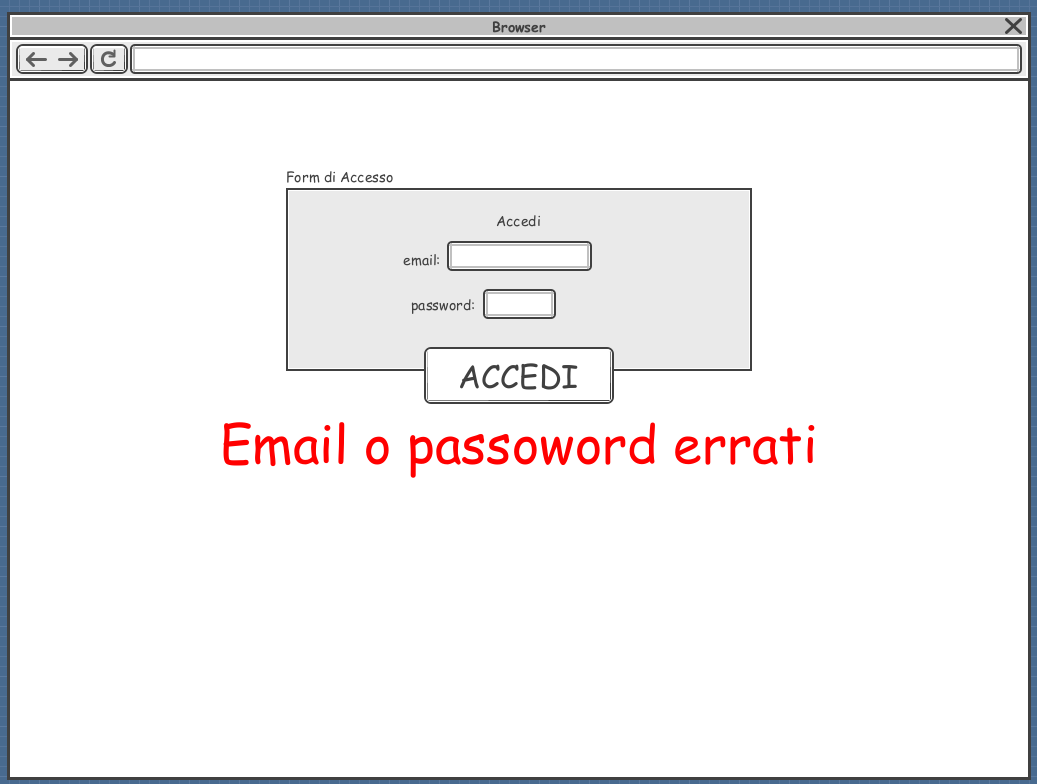 Browser
Form di Accesso
Accedi
email:
password:
ACCEDI
Email o passoword errati